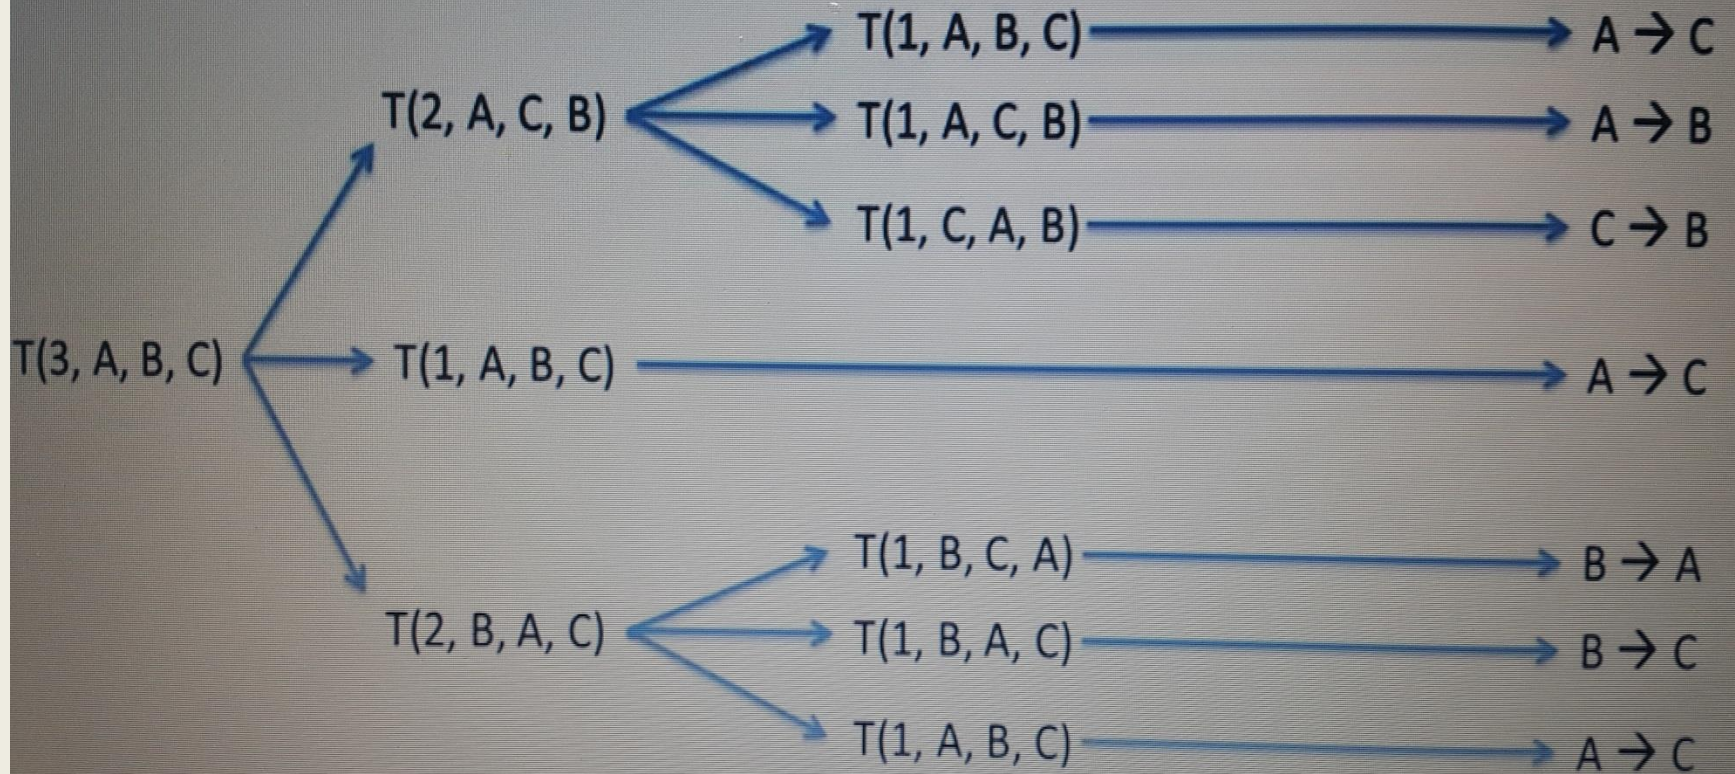 T(1, A, B, C) A → C
T(2, A, C, B) T(1, A, C, B) A → B
T(1, C, A, B) C → B
T(3, A, B, C) T(1, A, B, C) A → C
T(1, B, C, A) B → A
T(2, B, A, C) T(1, B, A, C) B → C
T(1, A, B, C) A → C